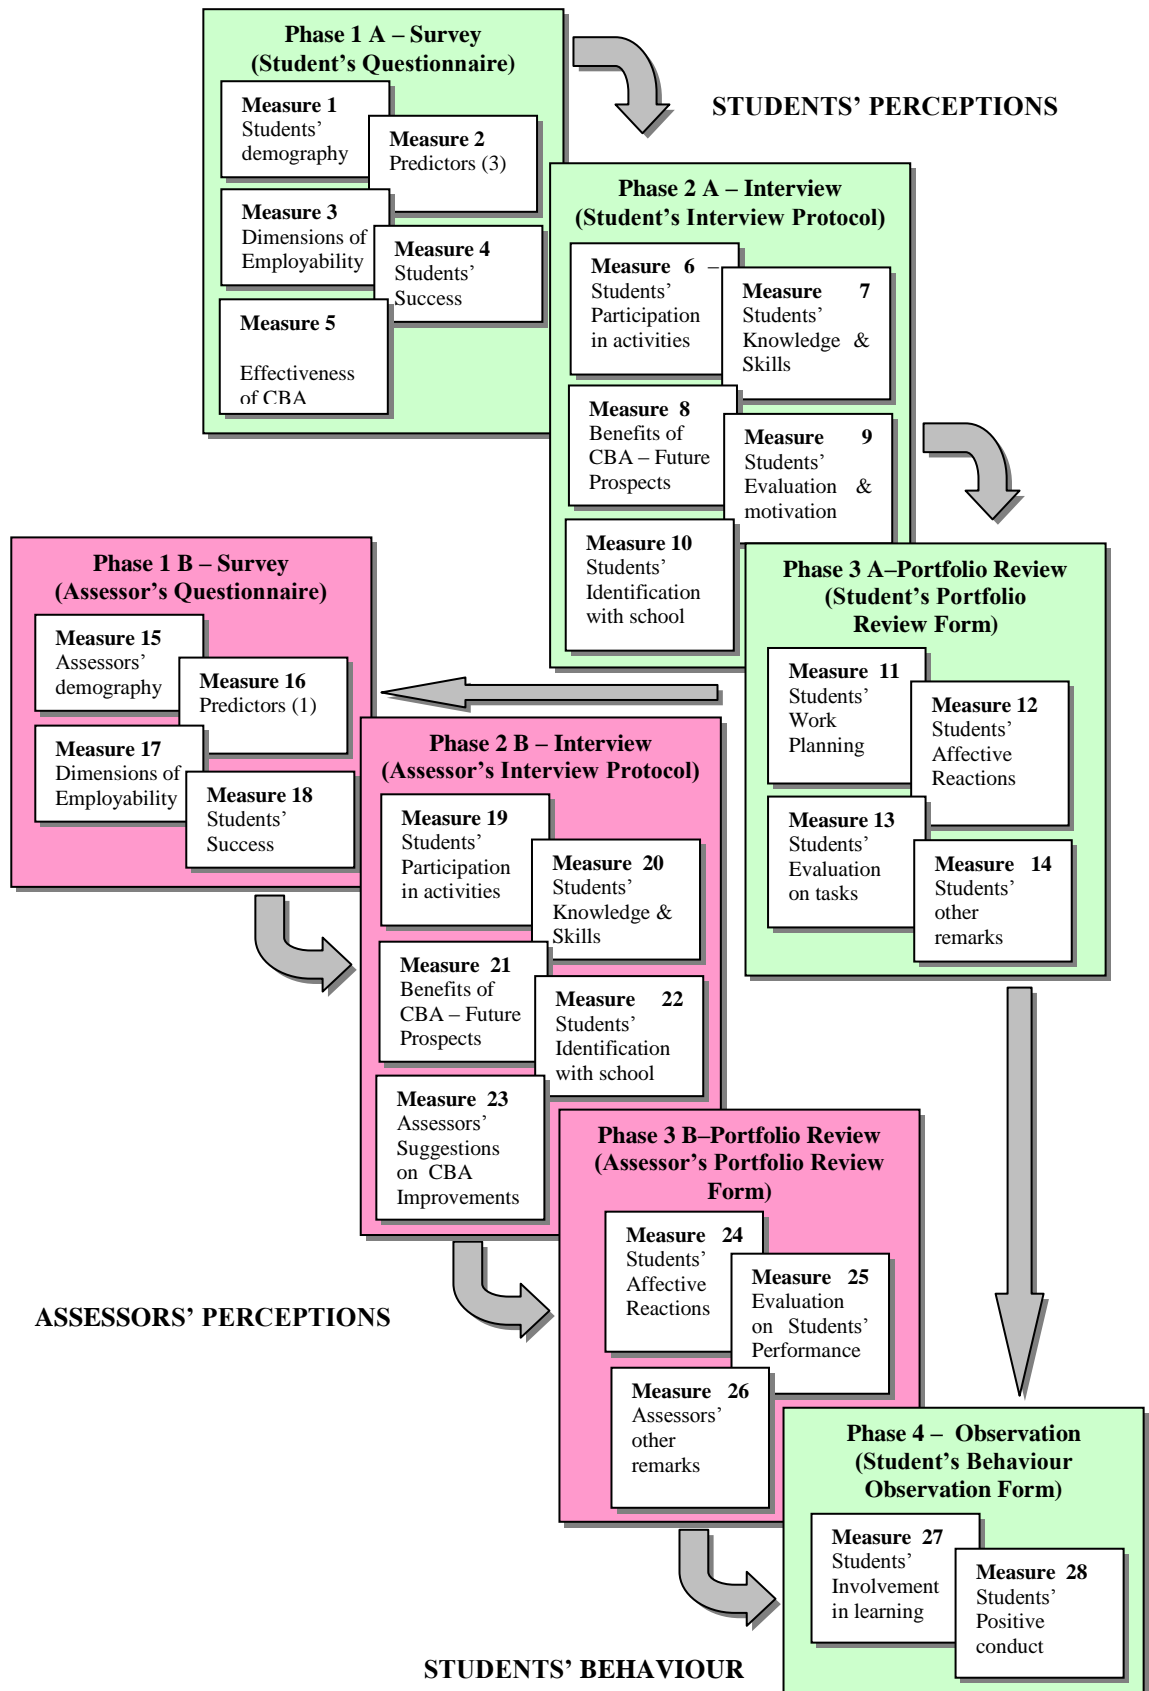 Phase 1 A – Survey
(Student's Questionnaire)
Measure 1
Students'
demography
Measure 2
Predictors (3)
Measure 3
Dimensions of
Employability
Measure 4
Students'
Success
Measure 5
Effectiveness
of CBA
STUDENTS' PERCEPTIONS
Phase 2 A – Interview
(Student's Interview Protocol)
Measure 6 –
Students'
Participation
in activities
Measure 7
Students'
Knowledge &
Skills
Measure 8
Benefits of
CBA – Future
Prospects
Measure 9
Students'
Evaluation &
motivation
Measure 10
Students'
Identification
with school
Phase 3 A–Portfolio Review
(Student's Portfolio
Review Form)
Measure 11
Students'
Work
Planning
Measure 12
Students'
Affective
Reactions
Measure 13
Students'
Evaluation
on tasks
Measure 14
Students'
other
remarks
Phase 1 B – Survey
(Assessor's Questionnaire)
Measure 15
Assessors'
demography
Measure 16
Predictors (1)
Measure 17
Dimensions of
Employability
Measure 18
Students'
Success
Phase 2 B – Interview
(Assessor's Interview Protocol)
Measure 19
Students'
Participation
in activities
Measure 20
Students'
Knowledge &
Skills
Measure 21
Benefits of
CBA – Future
Prospects
Measure 22
Students'
Identification
with school
Measure 23
Assessors'
Suggestions
on CBA
Improvements
ASSESSORS' PERCEPTIONS
Phase 3 B–Portfolio Review
(Assessor's Portfolio Review
Form)
Measure 24
Students'
Affective
Reactions
Measure 25
Evaluation
on Students'
Performance
Measure 26
Assessors'
other
remarks
Phase 4 – Observation
(Student's Behaviour
Observation Form)
Measure 27
Students'
Involvement
in learning
Measure 28
Students'
Positive
conduct
STUDENTS' BEHAVIOUR